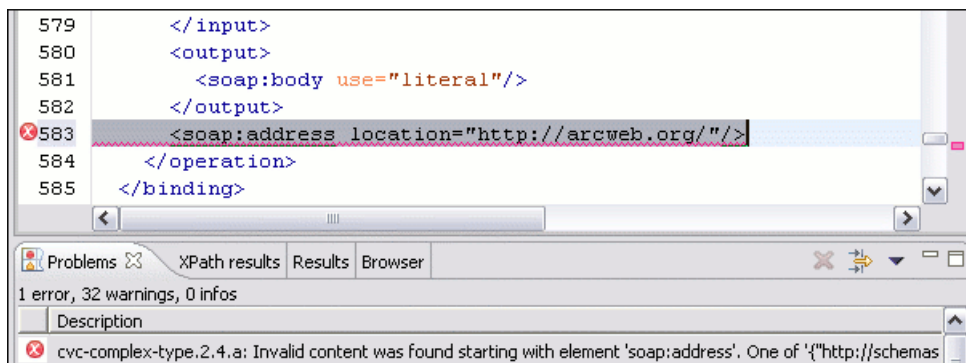 579 </input>
580 <output>
581 <soap:body use="literal"/>
582 </output>
583 <soap:address location="http://arcweb.org/"/>
584 </operation>
585 </binding>
Problems XPath results Results Browser
1 error, 32 warnings, 0 infos
Description
cvc-complex-type.2.4.a: Invalid content was found starting with element 'soap:address'. One of '{"http://schemas